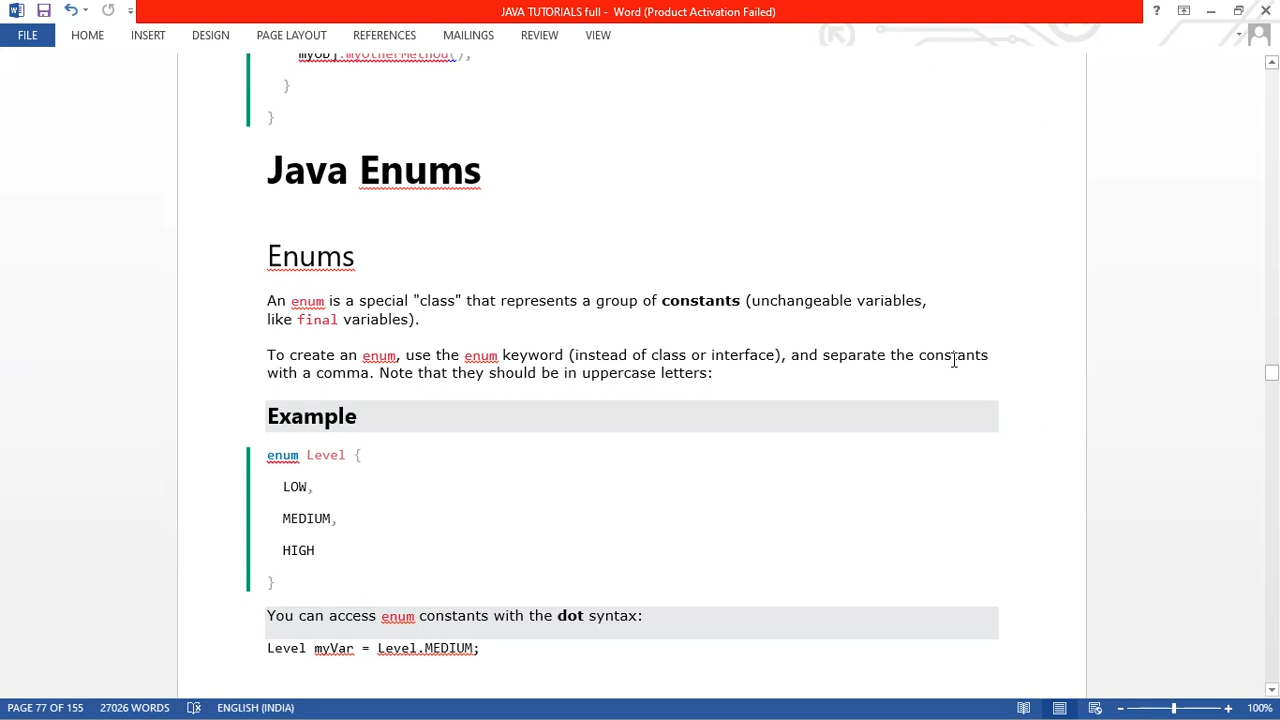 JAVA TUTORIALS full - Word (Product Activation Failed)
FILE HOME INSERT DESIGN PAGE LAYOUT REFERENCES MAILINGS REVIEW VIEW
myObj.myOtherMethod();
}
}
Java Enums
Enums
An enum is a special "class" that represents a group of constants (unchangeable variables,
like final variables).
To create an enum, use the enum keyword (instead of class or interface), and separate the constants
with a comma. Note that they should be in uppercase letters:
Example
enum Level {
LOW,
MEDIUM,
HIGH
}
You can access enum constants with the dot syntax:
Level myVar = Level.MEDIUM;
PAGE 77 OF 155 27026 WORDS ENGLISH (INDIA) 100%